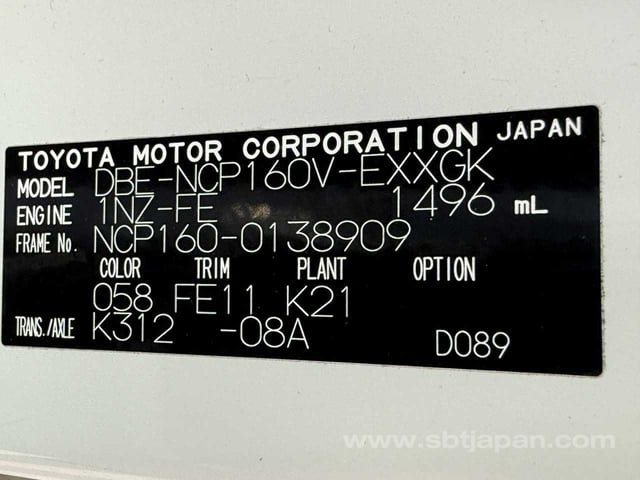 TOYOTA MOTOR CORPORATION JAPAN
MODEL DBE-NCP160V-EXXGK
ENGINE 1NZ-FE 1496 mL
FRAME No. NCP160-0138909
COLOR TRIM PLANT OPTION
058 FE11 K21
TRANS./AXLE K312 -08A D089
www.sbtjapan.com